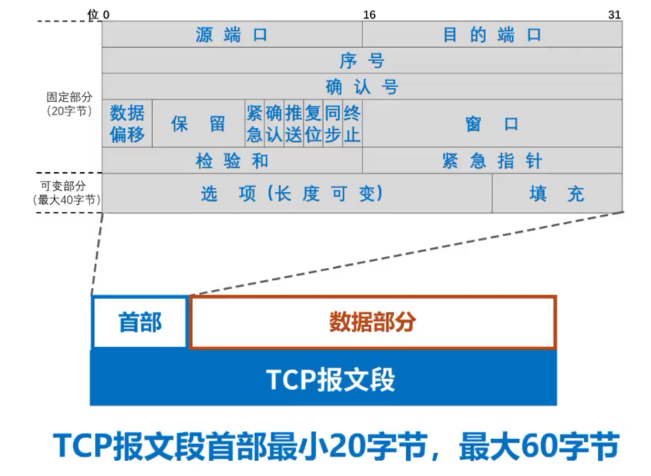 位 0 16 31
源端口 目的端口
序号
确认号
固定部分
(20字节)
数据偏移 保留 紧急 确认 推送 复位 同步 终止 窗口
检验和 紧急指针
可变部分
(最大40字节)
选项(长度可变) 填充
首部 数据部分
TCP报文段
TCP报文段首部最小20字节，最大60字节